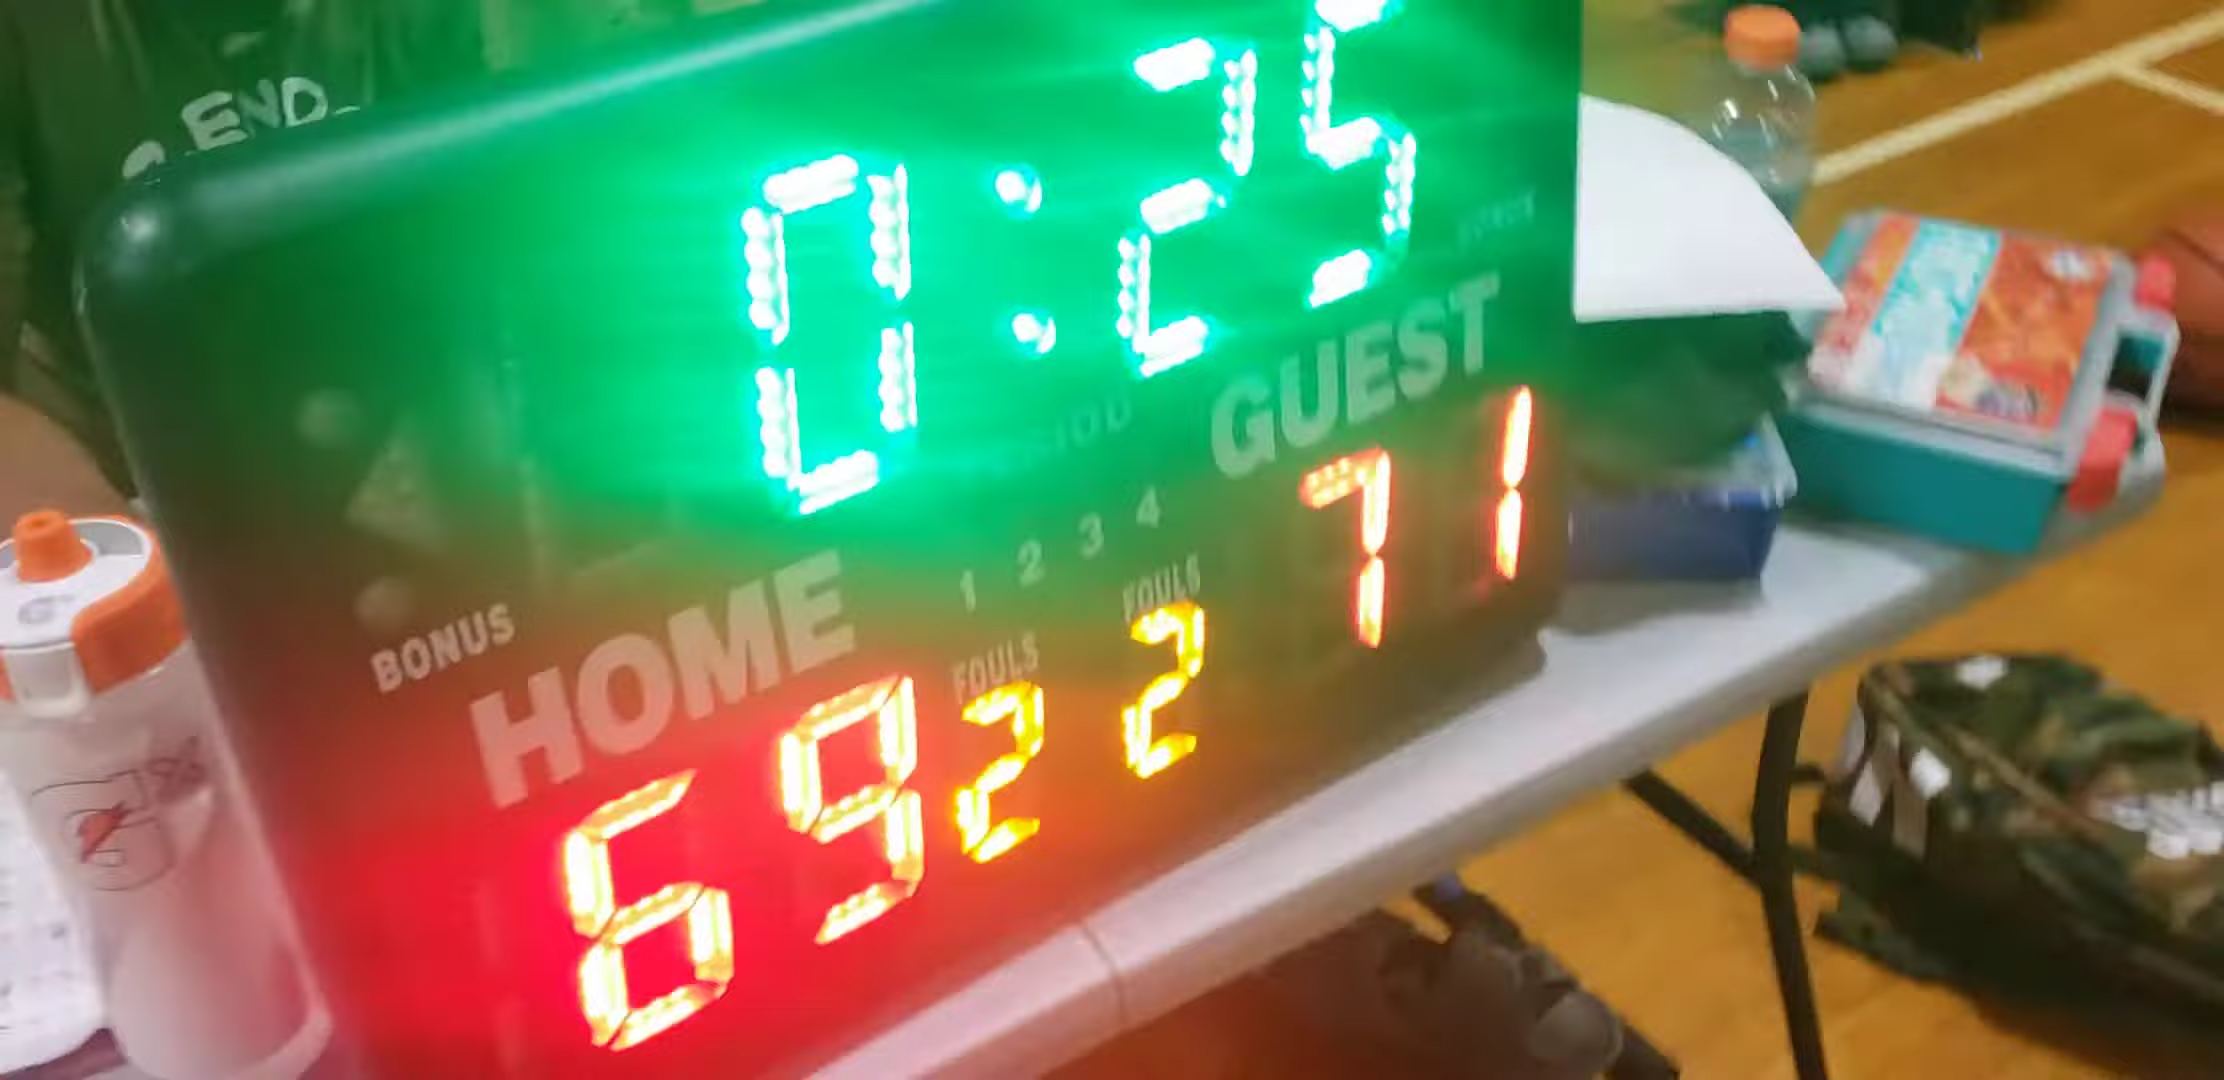 END
0:25
GUEST
1 2 3 4
71
BONUS
HOME
FOULS
FOULS
69
2
2